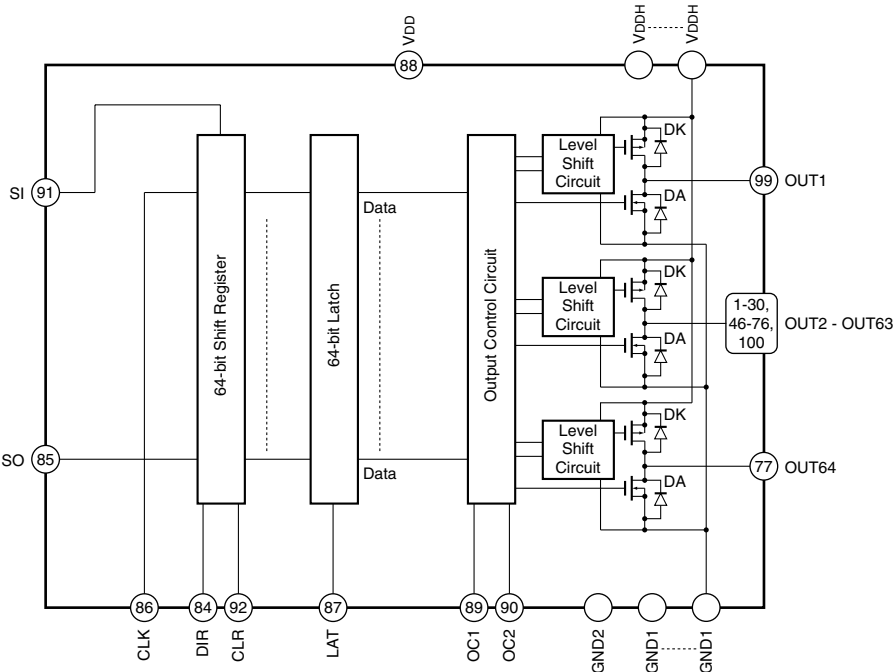 VDD
VDDH
VDDH
88
Level
Shift
Circuit
DK
DA
SI
91
99
OUT1
Data
64-bit Shift Register
64-bit Latch
Output Control Circuit
Level
Shift
Circuit
DK
DA
1-30,
46-76,
100
OUT2 - OUT63
Level
Shift
Circuit
DK
DA
SO
85
Data
77
OUT64
86
84
92
87
89
90
CLK
DIR
CLR
LAT
OC1
OC2
GND2
GND1
GND1